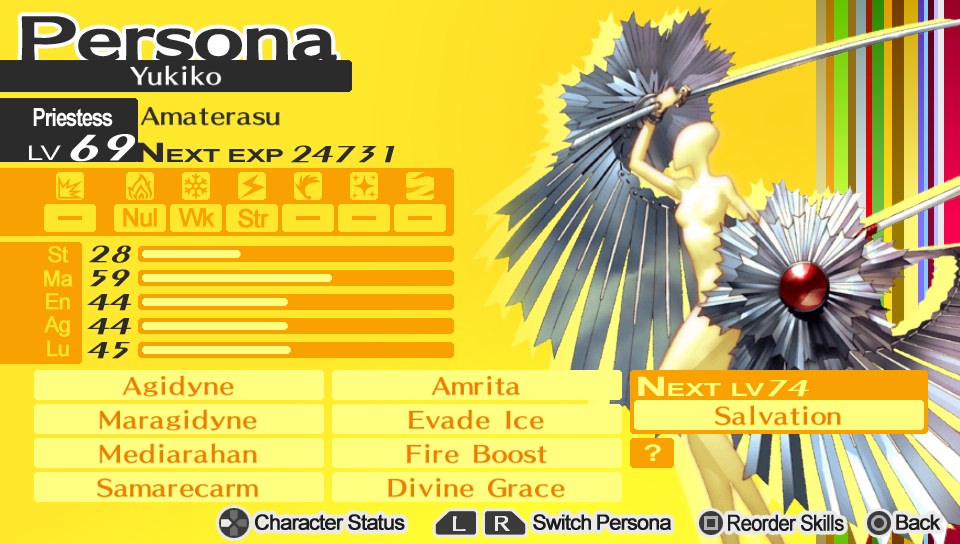 Persona
Yukiko
Priestess Amaterasu
LV 69 NEXT EXP 24731
— Nul Wk Str — — —
St 28
Ma 59
En 44
Ag 44
Lu 45
Agidyne Amrita NEXT LV 74
Maragidyne Evade Ice Salvation
Mediarahan Fire Boost ?
Samarecarm Divine Grace
Character Status L R Switch Persona Reorder Skills Back